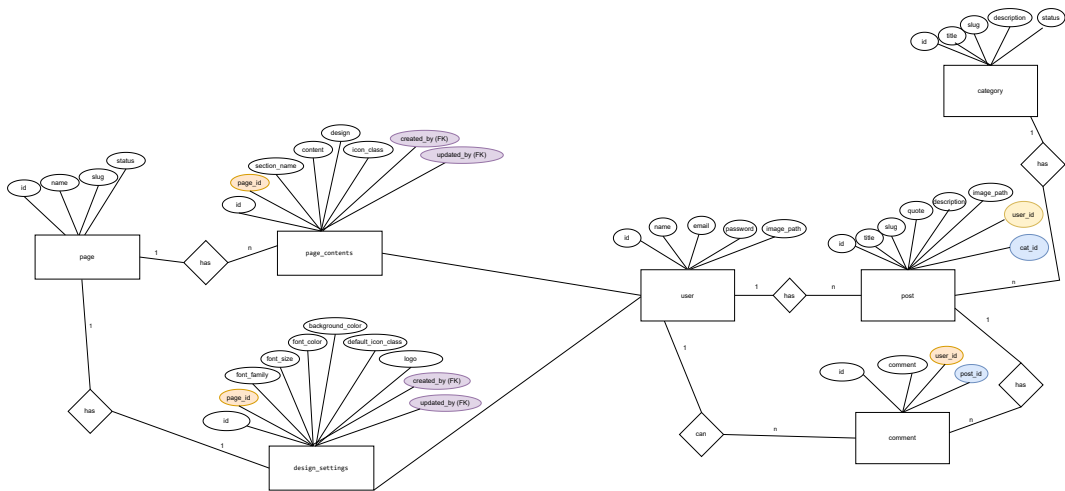 description
slug
status
title
id
category
1
has
design
created_by (FK)
content
icon_class
updated_by (FK)
status
section_name
slug
name
page_id
id
id
page
1
has
n
page_contents
image_path
quote
description
slug
user_id
title
id
cat_id
email
name
password
image_path
id
user
1
has
n
post
n
background_color
font_color
default_icon_class
font_size
logo
font_family
created_by (FK)
page_id
updated_by (FK)
id
1
has
1
design_settings
1
can
n
user_id
comment
post_id
id
comment
1
has
n